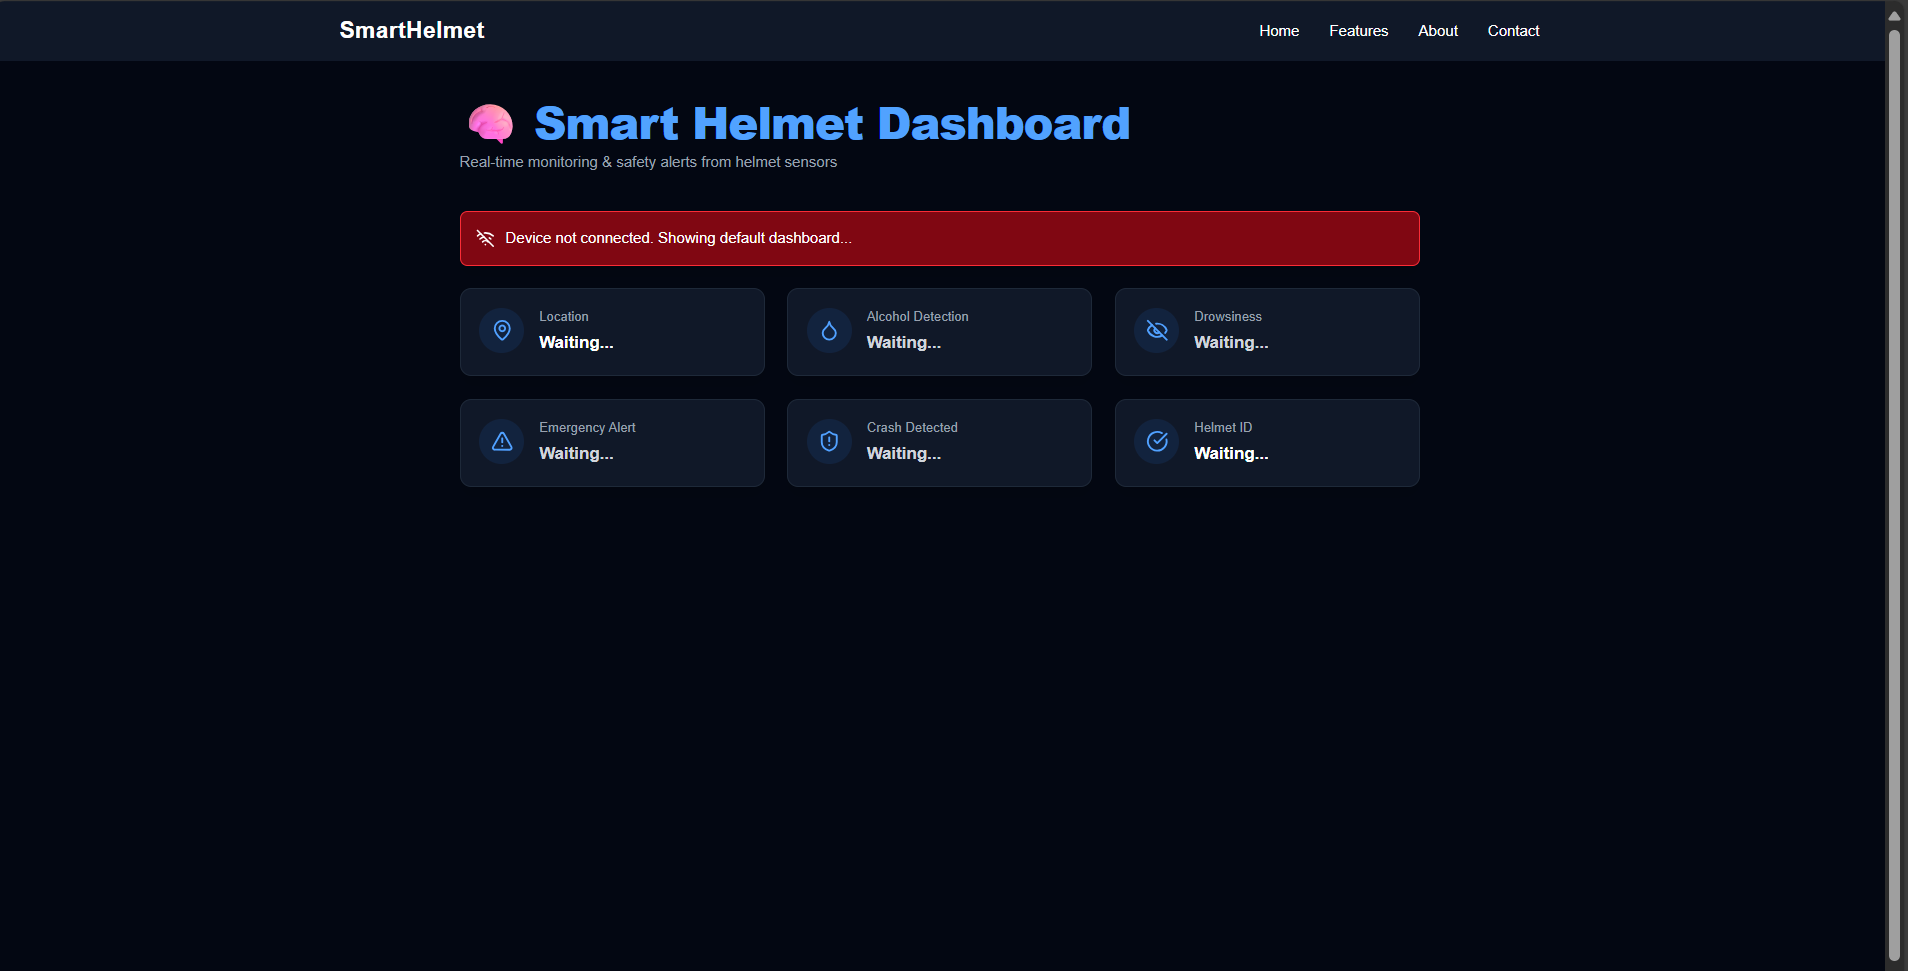 SmartHelmet
Home Features About Contact
🧠 Smart Helmet Dashboard
Real-time monitoring & safety alerts from helmet sensors
Device not connected. Showing default dashboard...
Location
Waiting...
Alcohol Detection
Waiting...
Drowsiness
Waiting...
Emergency Alert
Waiting...
Crash Detected
Waiting...
Helmet ID
Waiting...